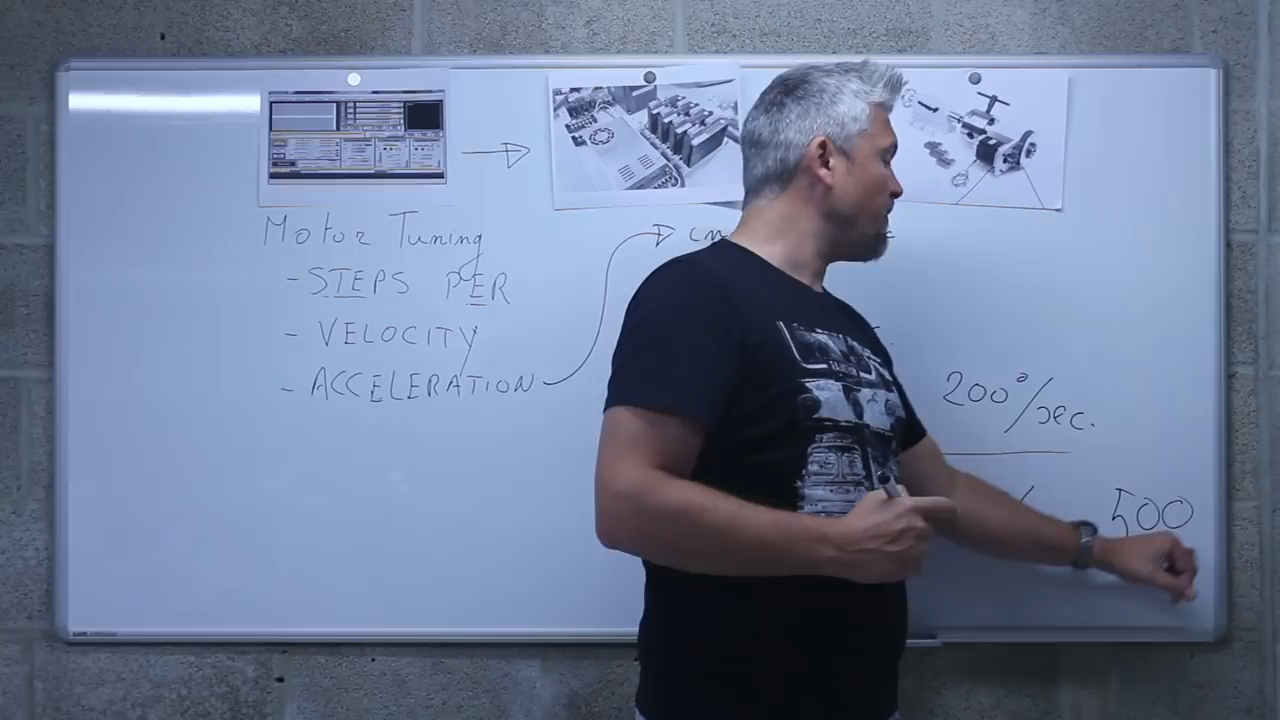 Motor Tuning
- STEPS PER
- VELOCITY
- ACCELERATION
200°/sec.
500